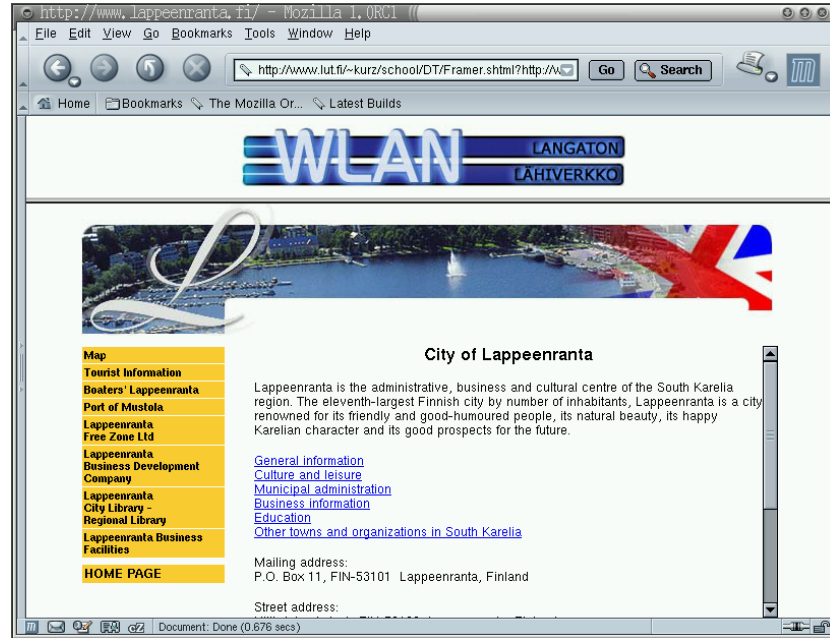 http://www.lappeenranta.fi/ - Mozilla 1.0RC1
File Edit View Go Bookmarks Tools Window Help
http://www.lut.fi/~kurz/school/DT/Framer.shtml?http://w Go Search
Home Bookmarks The Mozilla Or... Latest Builds
WLAN
LANGATON
LÄHIVERKKO
L
Map
Tourist Information
Boaters' Lappeenranta
Port of Mustola
Lappeenranta
Free Zone Ltd
Lappeenranta
Business Development
Company
Lappeenranta
City Library -
Regional Library
Lappeenranta Business
Facilities
HOME PAGE
City of Lappeenranta
Lappeenranta is the administrative, business and cultural centre of the South Karelia
region. The eleventh-largest Finnish city by number of inhabitants, Lappeenranta is a city
renowned for its friendly and good-humoured people, its natural beauty, its happy
Karelian character and its good prospects for the future.
General information
Culture and leisure
Municipal administration
Business information
Education
Other towns and organizations in South Karelia
Mailing address:
P.O. Box 11, FIN-53101 Lappeenranta, Finland
Street address:
Document: Done (0.676 secs)